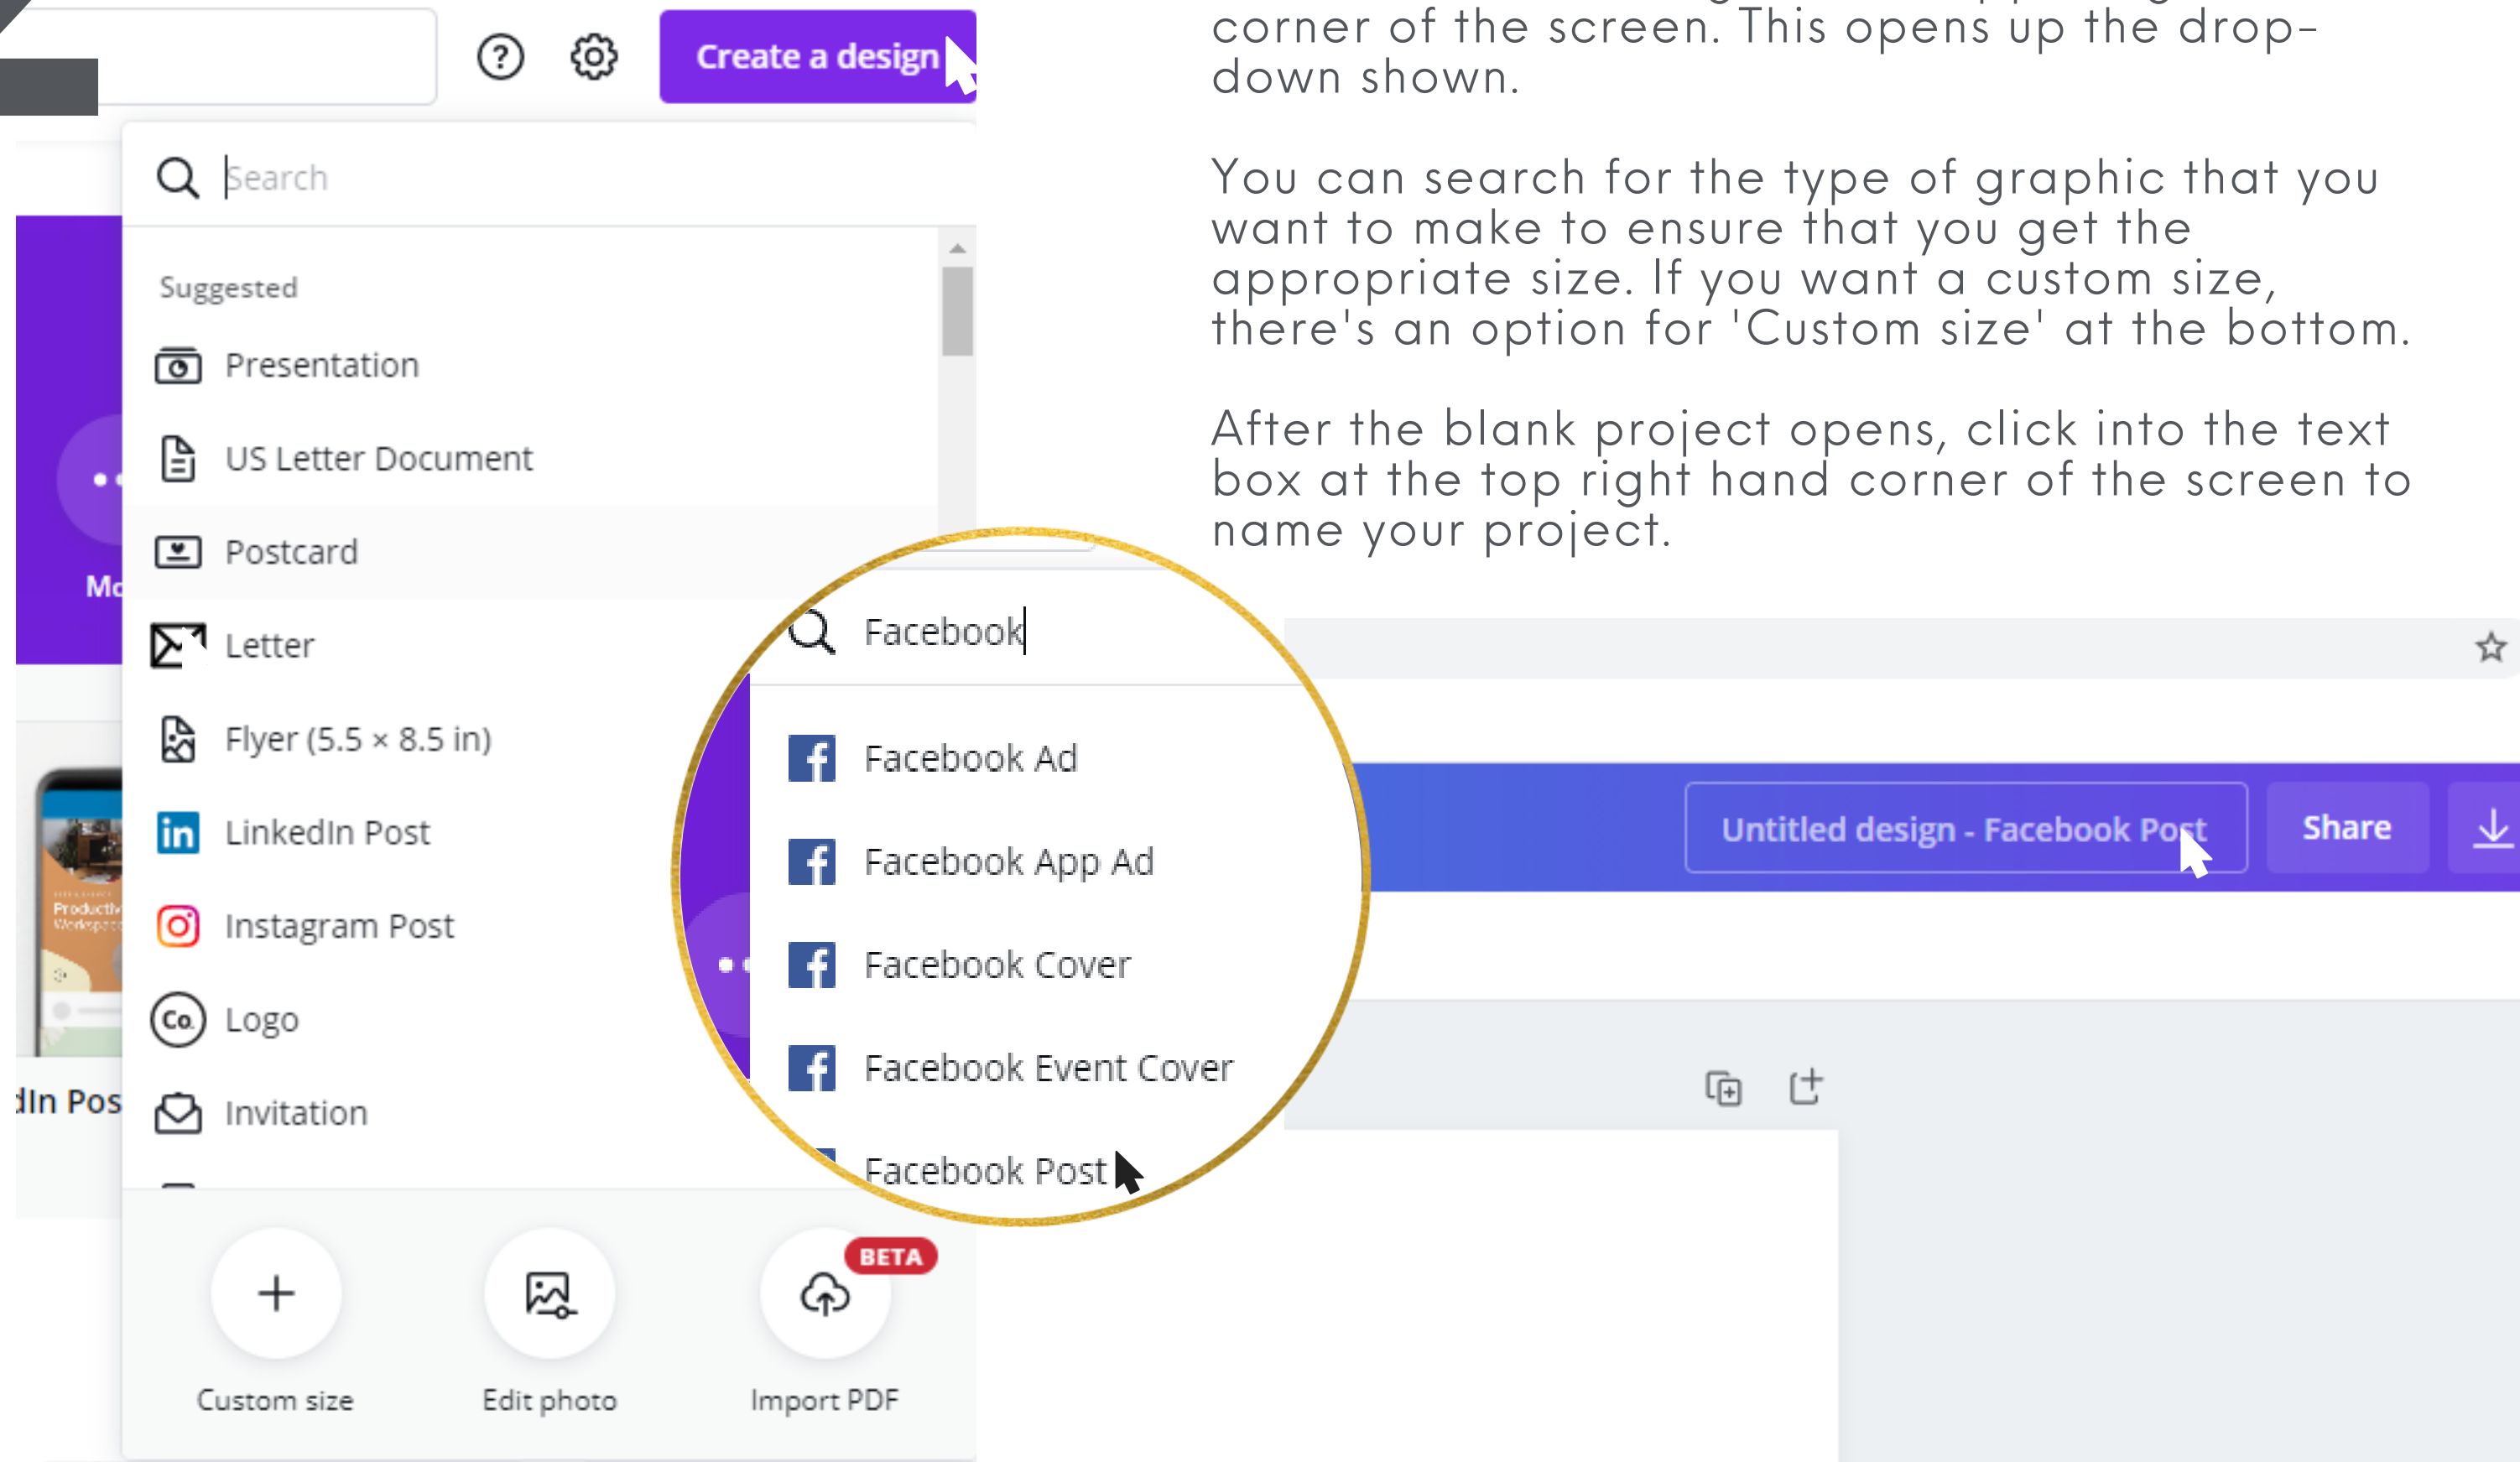 Create a design
Search
Suggested
Presentation
US Letter Document
Postcard
Letter
Flyer (5.5 × 8.5 in)
LinkedIn Post
Instagram Post
Logo
Invitation
Custom size
Edit photo
BETA
Import PDF
Co.
Productiv
Workspac
dIn Pos
Facebook
Facebook Ad
Facebook App Ad
Facebook Cover
Facebook Event Cover
Facebook Post
corner of the screen. This opens up the drop-
down shown.
You can search for the type of graphic that you
want to make to ensure that you get the
appropriate size. If you want a custom size,
there's an option for 'Custom size' at the bottom.
After the blank project opens, click into the text
box at the top right hand corner of the screen to
name your project.
Untitled design - Facebook Post
Share